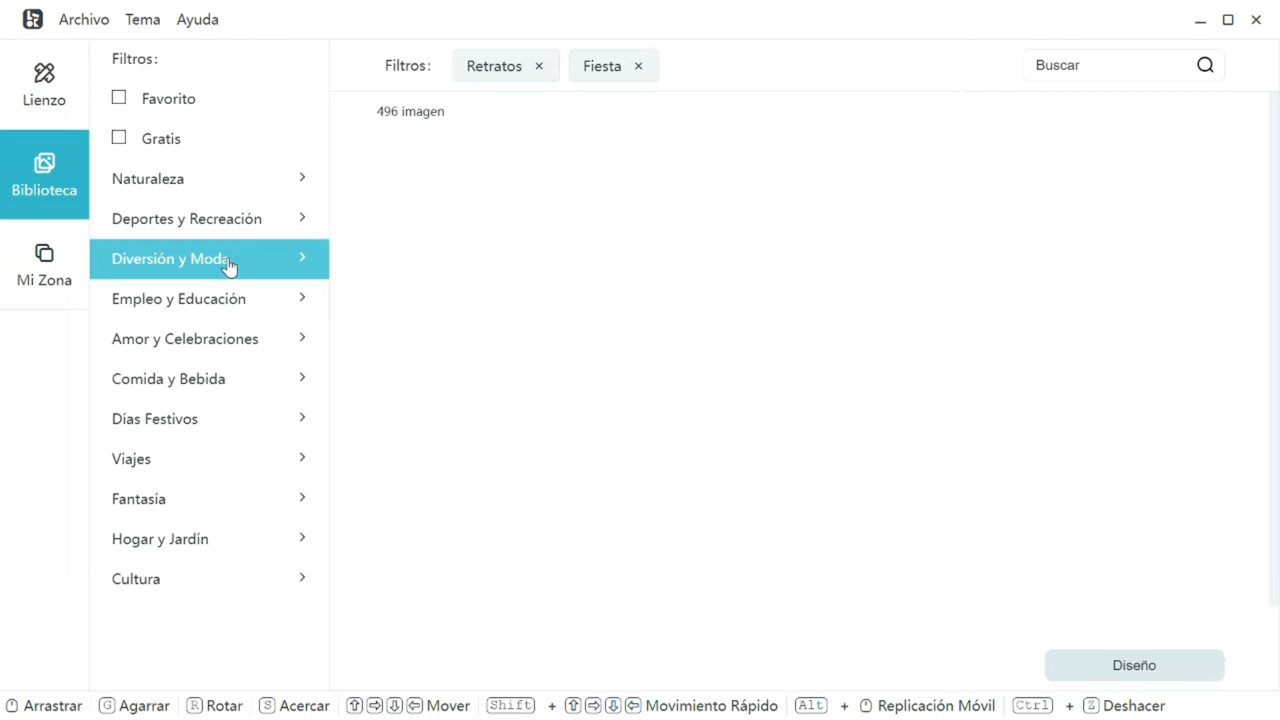 Archivo Tema Ayuda
Lienzo
Biblioteca
Mi Zona
Filtros:
Favorito
Gratis
Naturaleza
Deportes y Recreación
Diversión y Moda
Empleo y Educación
Amor y Celebraciones
Comida y Bebida
Días Festivos
Viajes
Fantasía
Hogar y Jardín
Cultura
Filtros: Retratos × Fiesta × Buscar
496 imagen
Diseño
Arrastrar G Agarrar R Rotar S Acercar Mover Shift + Movimiento Rápido Alt + Replicación Móvil Ctrl + Z Deshacer